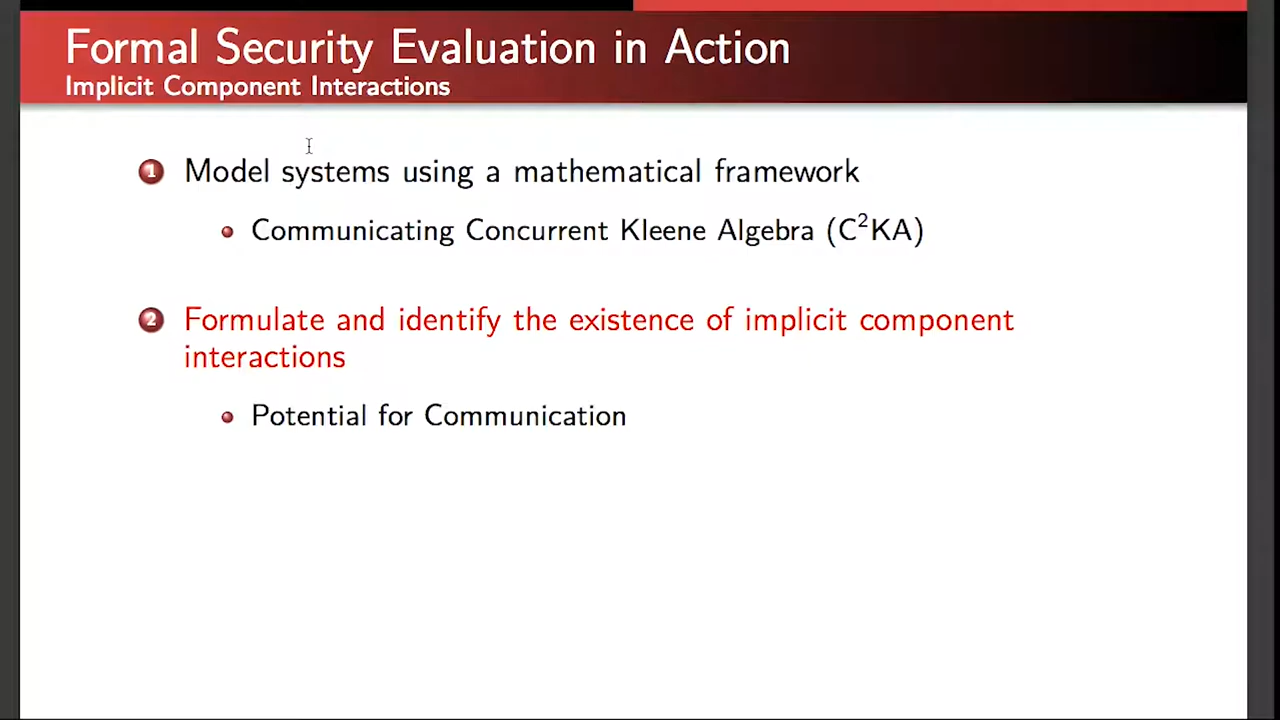 Formal Security Evaluation in Action
Implicit Component Interactions
1 Model systems using a mathematical framework
Communicating Concurrent Kleene Algebra (C²KA)
2 Formulate and identify the existence of implicit component
interactions
Potential for Communication